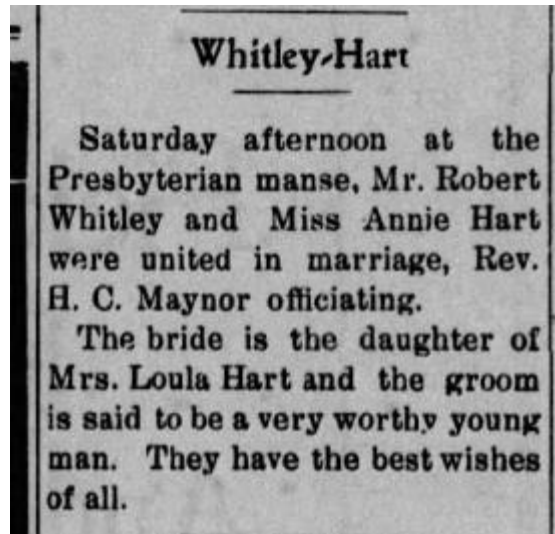 Whitley-Hart
Saturday afternoon at the
Presbyterian manse, Mr. Robert
Whitley and Miss Annie Hart
were united in marriage, Rev.
H. C. Maynor officiating.
The bride is the daughter of
Mrs. Loula Hart and the groom
is said to be a very worthy young
man. They have the best wishes
of all.